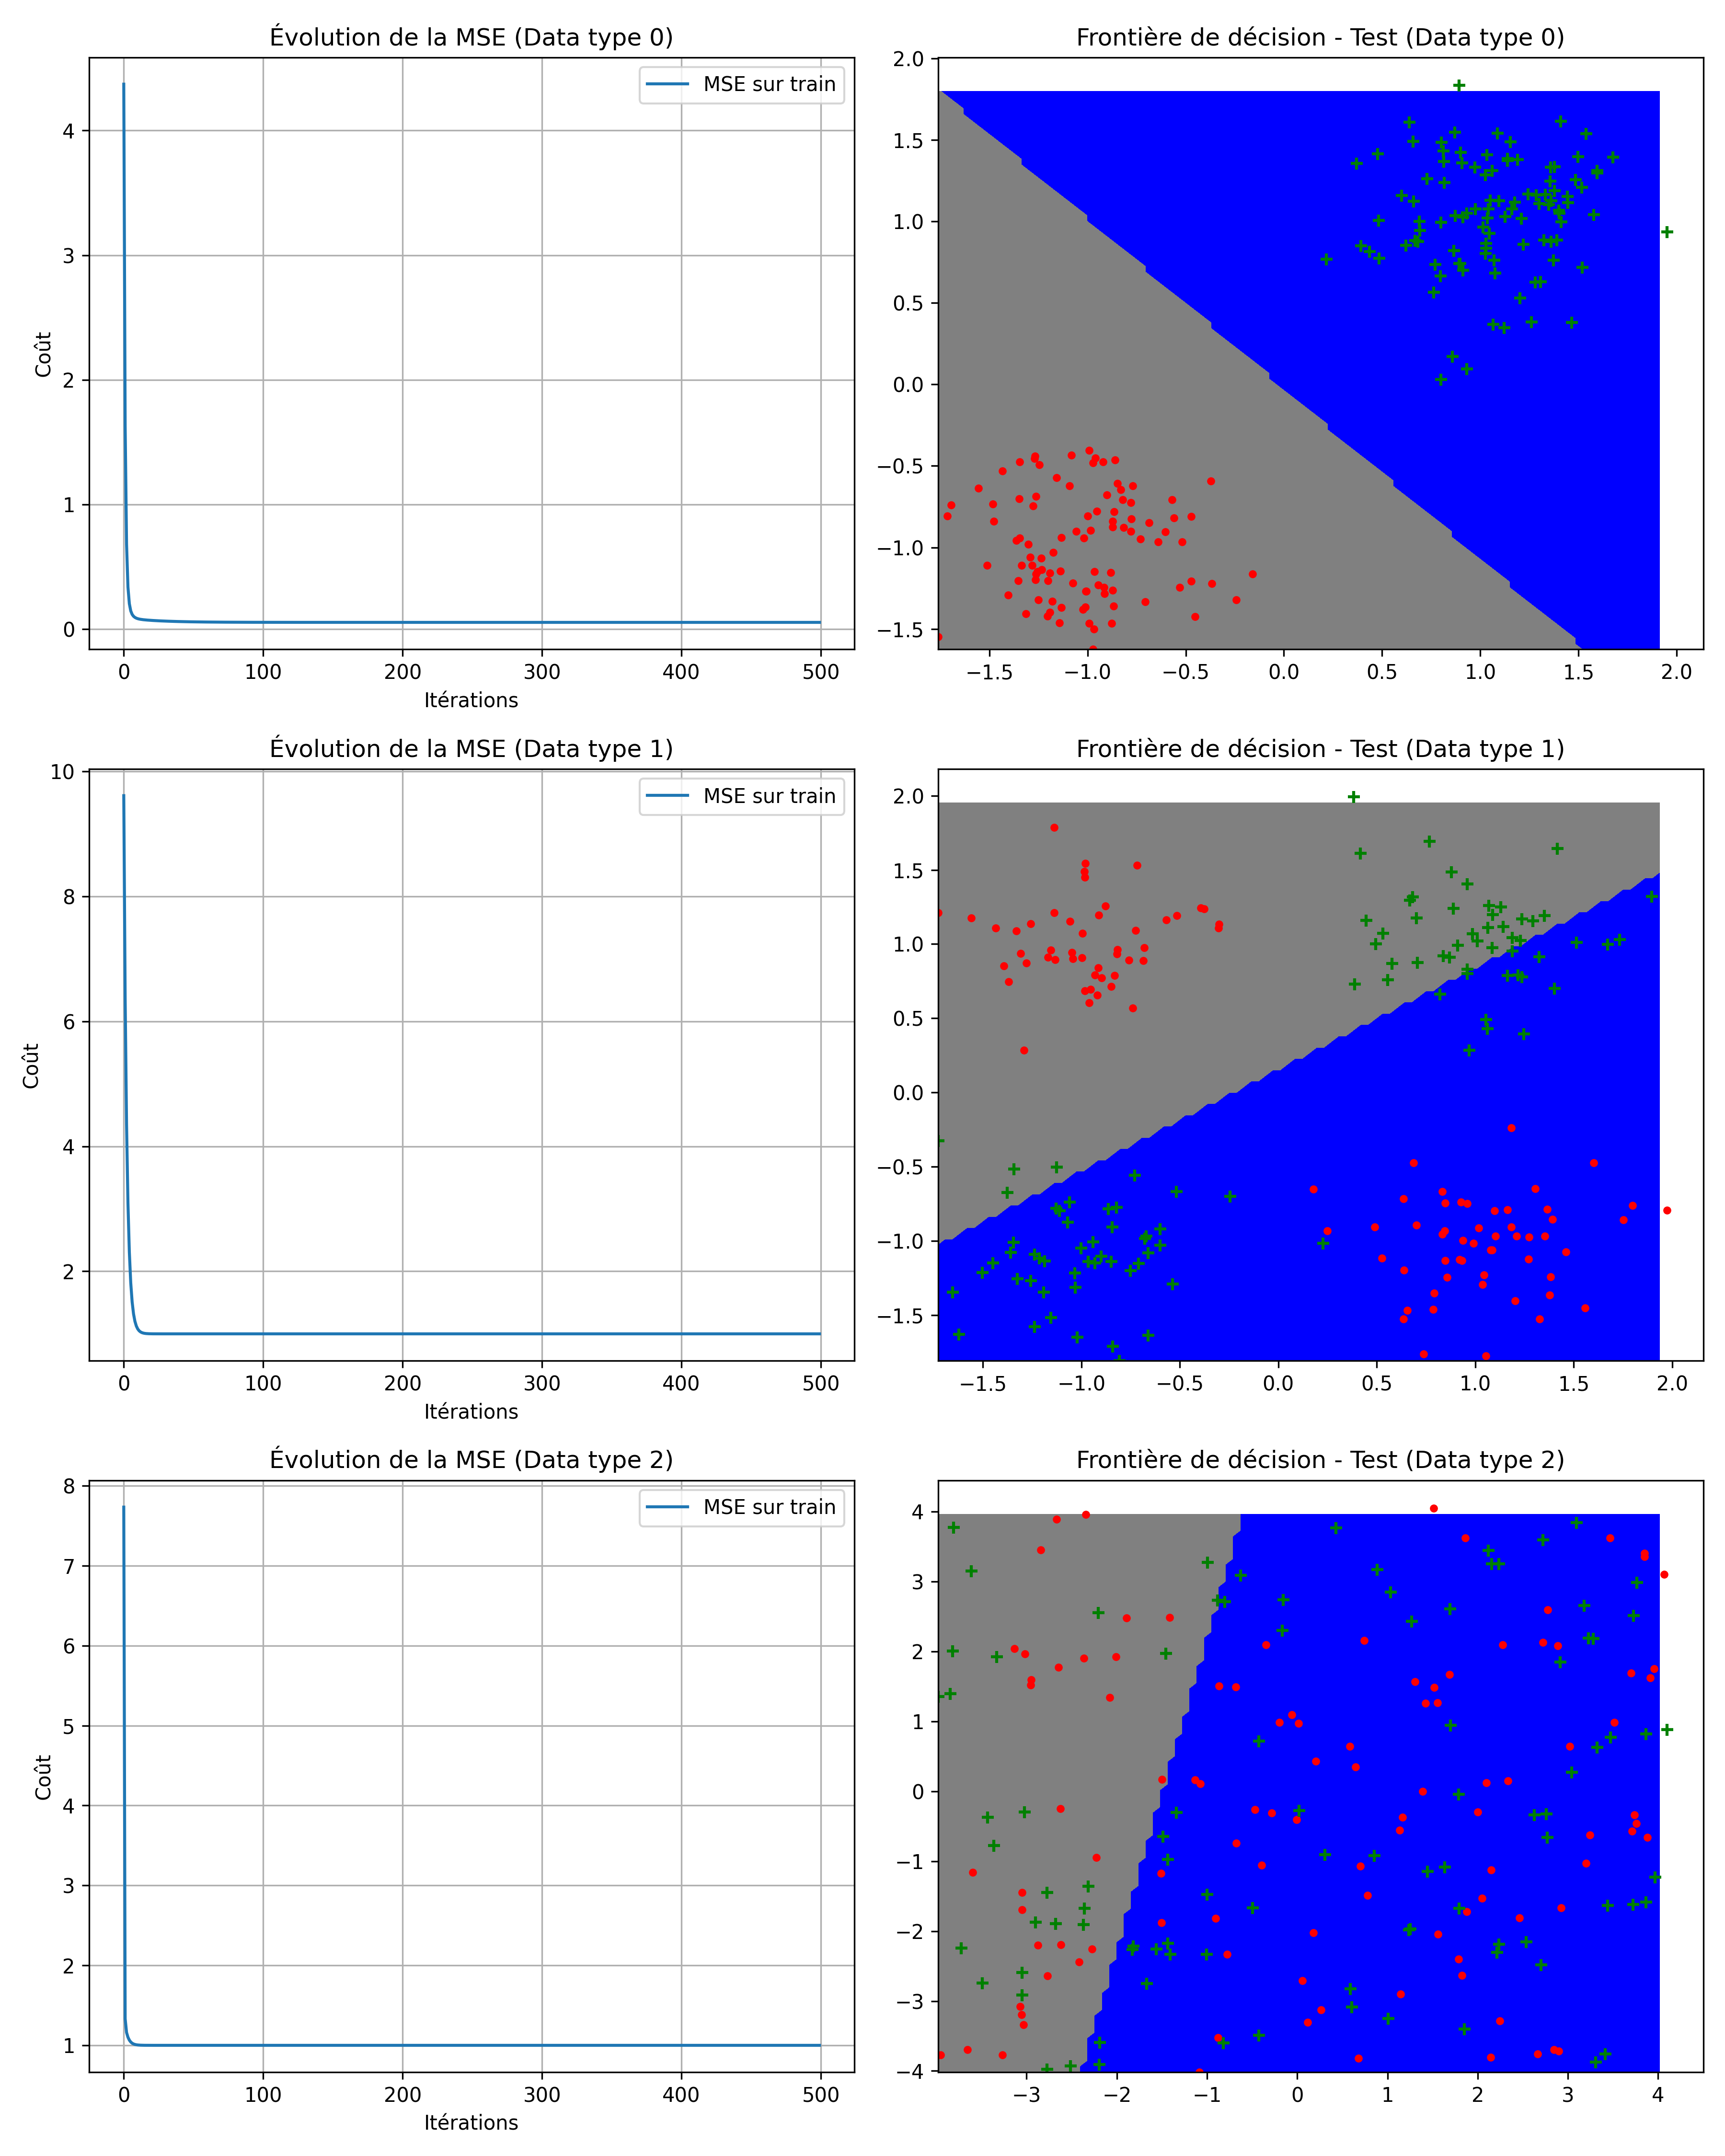 Évolution de la MSE (Data type 0)
MSE sur train
Coût
4
3
2
1
0
0 100 200 300 400 500
Itérations
Frontière de décision - Test (Data type 0)
2.0
1.5
1.0
0.5
0.0
−0.5
−1.0
−1.5
−1.5 −1.0 −0.5 0.0 0.5 1.0 1.5 2.0
Évolution de la MSE (Data type 1)
MSE sur train
Coût
10
8
6
4
2
0 100 200 300 400 500
Itérations
Frontière de décision - Test (Data type 1)
2.0
1.5
1.0
0.5
0.0
−0.5
−1.0
−1.5
−1.5 −1.0 −0.5 0.0 0.5 1.0 1.5 2.0
Évolution de la MSE (Data type 2)
MSE sur train
Coût
8
7
6
5
4
3
2
1
0 100 200 300 400 500
Itérations
Frontière de décision - Test (Data type 2)
4
3
2
1
0
−1
−2
−3
−4
−3 −2 −1 0 1 2 3 4